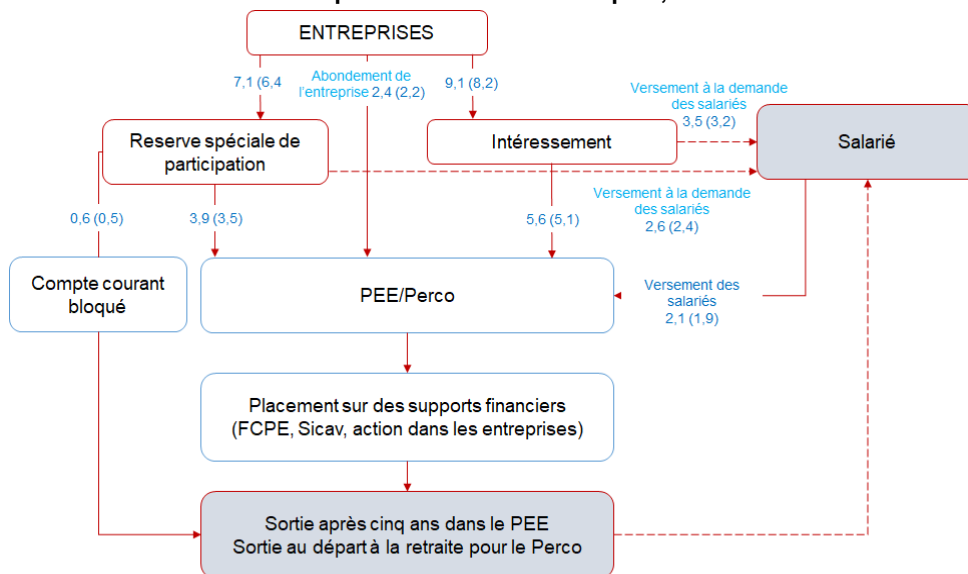 ENTREPRISES
7,1 (6,4
Abondement de
l'entreprise 2,4 (2,2)
9,1 (8,2)
Versement à la demande
des salariés
3,5 (3,2)
Reserve spéciale de
participation
Intéressement
Salarié
0,6 (0,5)
3,9 (3,5)
5,6 (5,1)
Versement à la demande
des salariés
2,6 (2,4)
Compte courant
bloqué
PEE/Perco
Versement des
salariés
2,1 (1,9)
Placement sur des supports financiers
(FCPE, Sicav, action dans les entreprises)
Sortie après cinq ans dans le PEE
Sortie au départ à la retraite pour le Perco